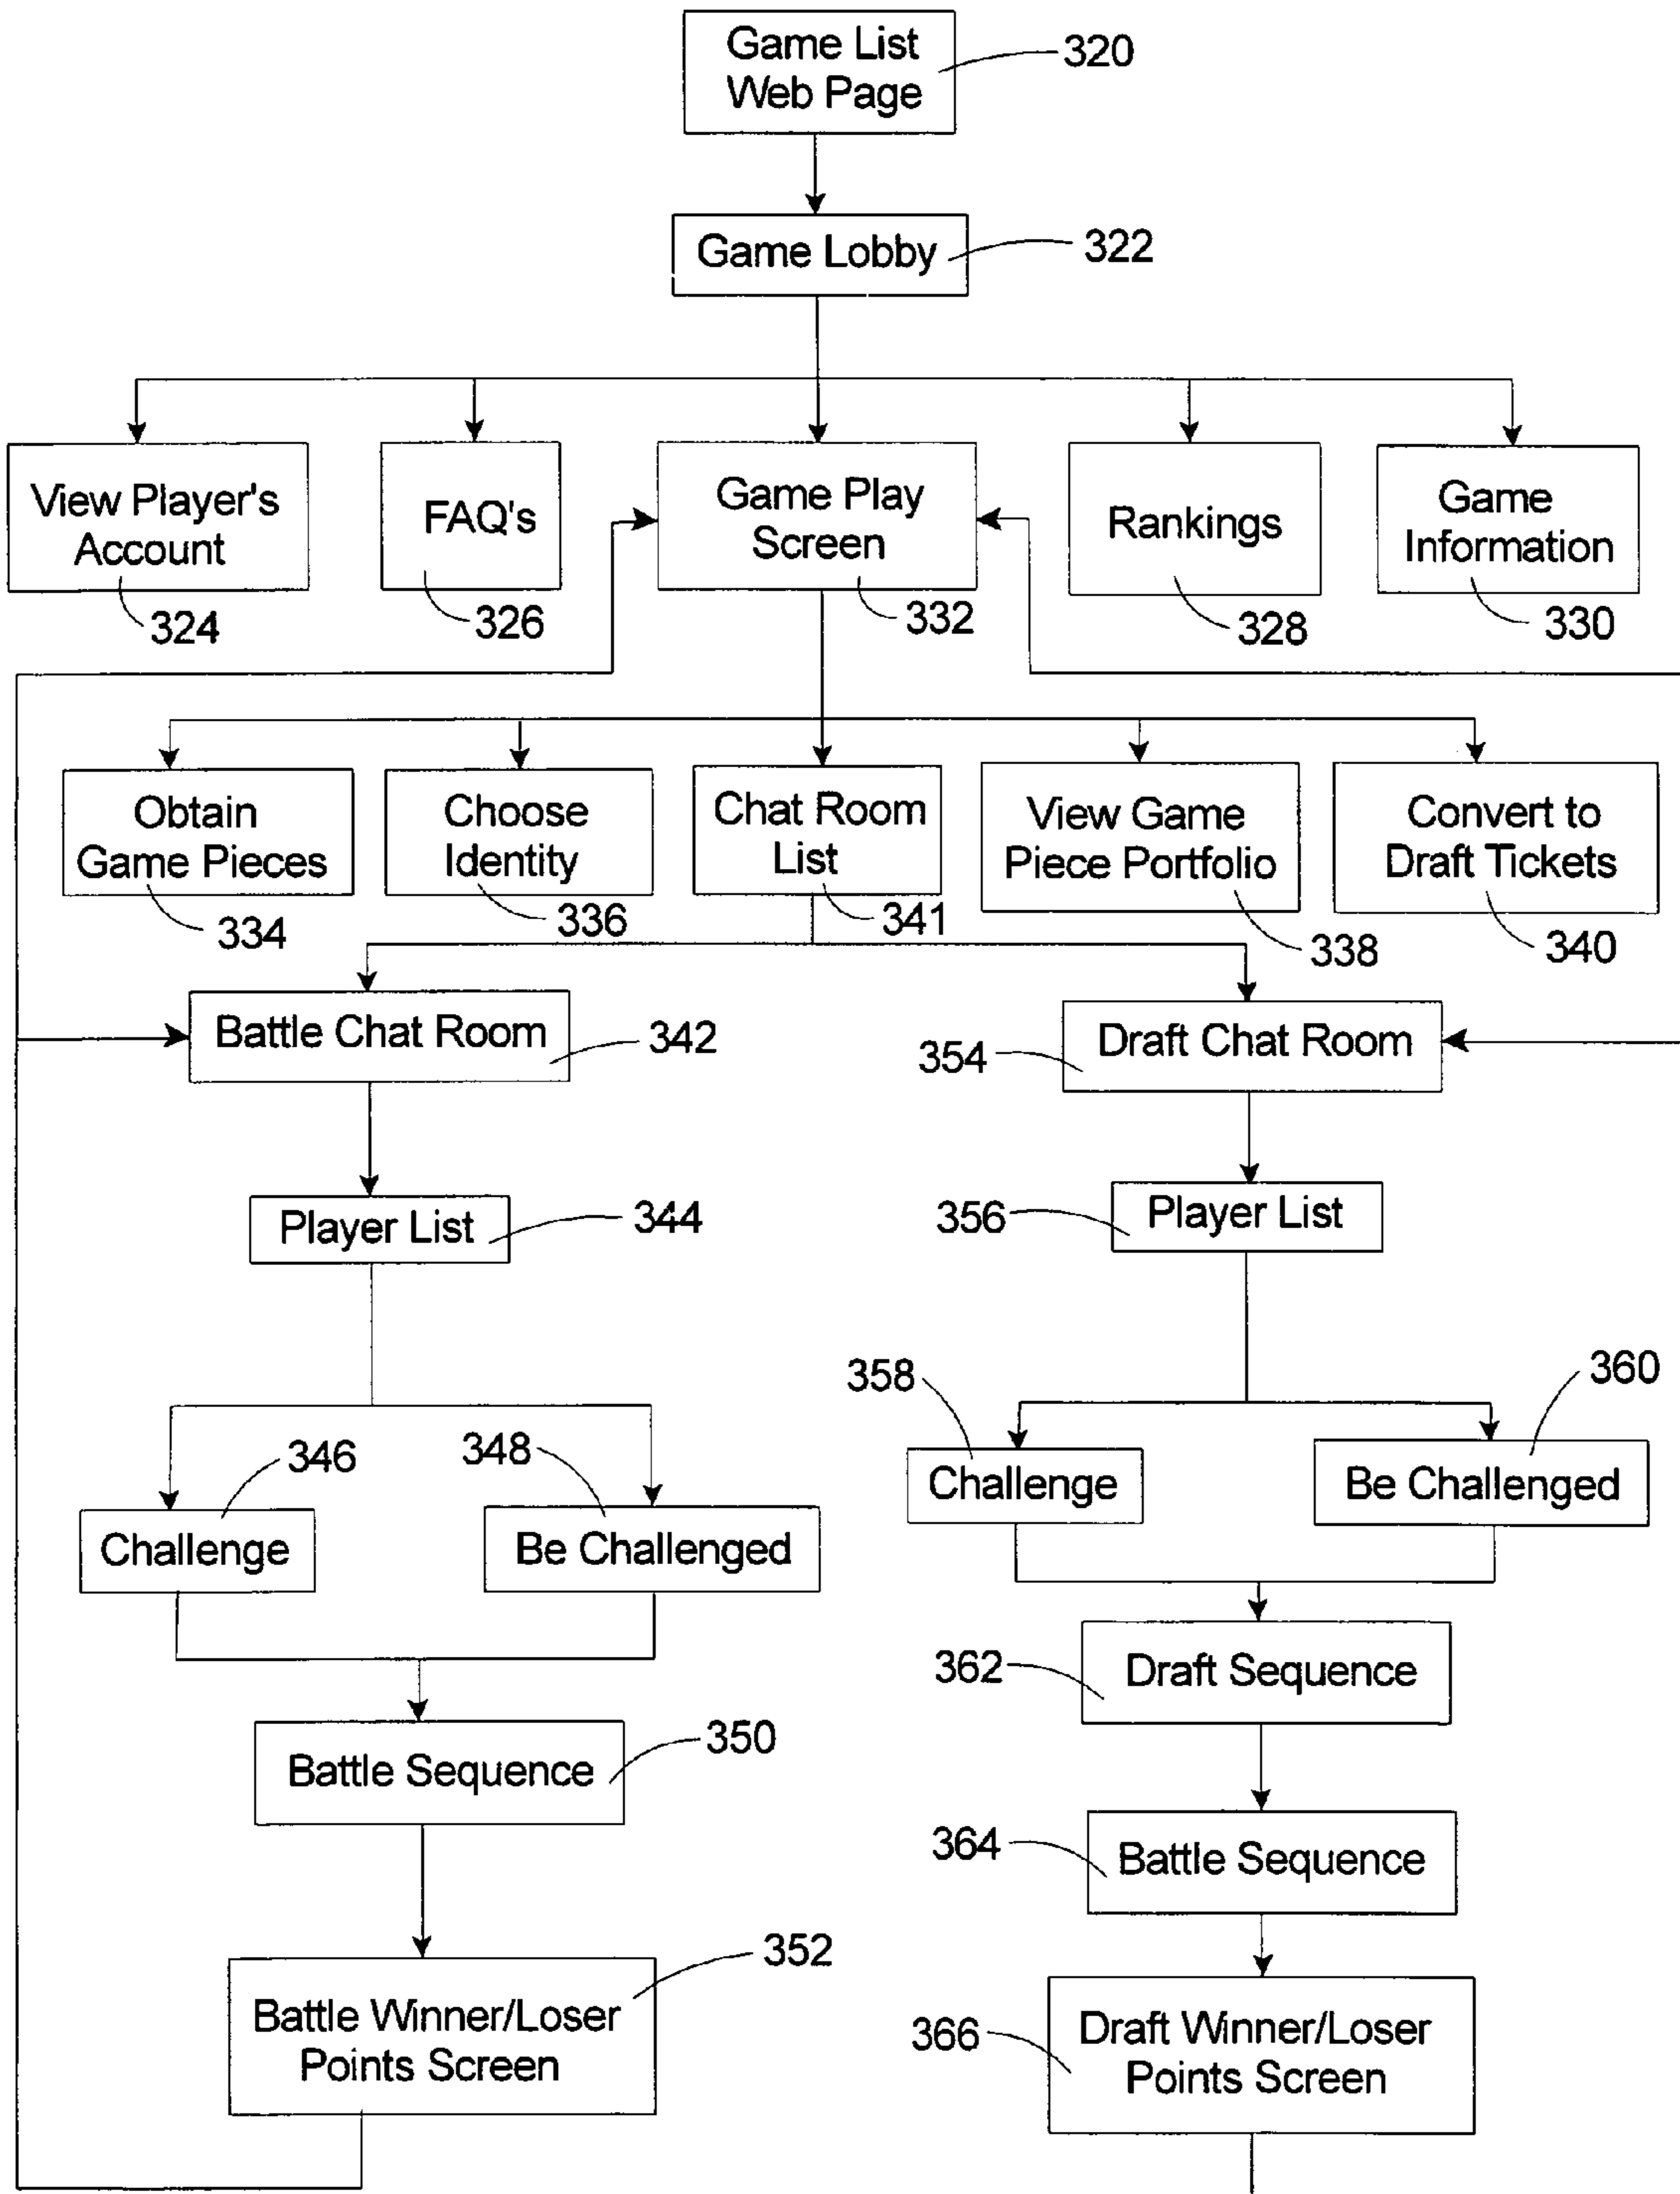 Game List
Web Page
320
Game Lobby
322
View Player's
Account
324
FAQ's
326
Game Play
Screen
332
Rankings
328
Game
Information
330
Obtain
Game Pieces
334
Choose
Identity
336
Chat Room
List
341
View Game
Piece Portfolio
338
Convert to
Draft Tickets
340
Battle Chat Room
342
354
Draft Chat Room
Player List
344
356
Player List
346
348
Challenge
Be Challenged
358
360
Challenge
Be Challenged
362
Draft Sequence
Battle Sequence
350
364
Battle Sequence
352
Battle Winner/Loser
Points Screen
366
Draft Winner/Loser
Points Screen